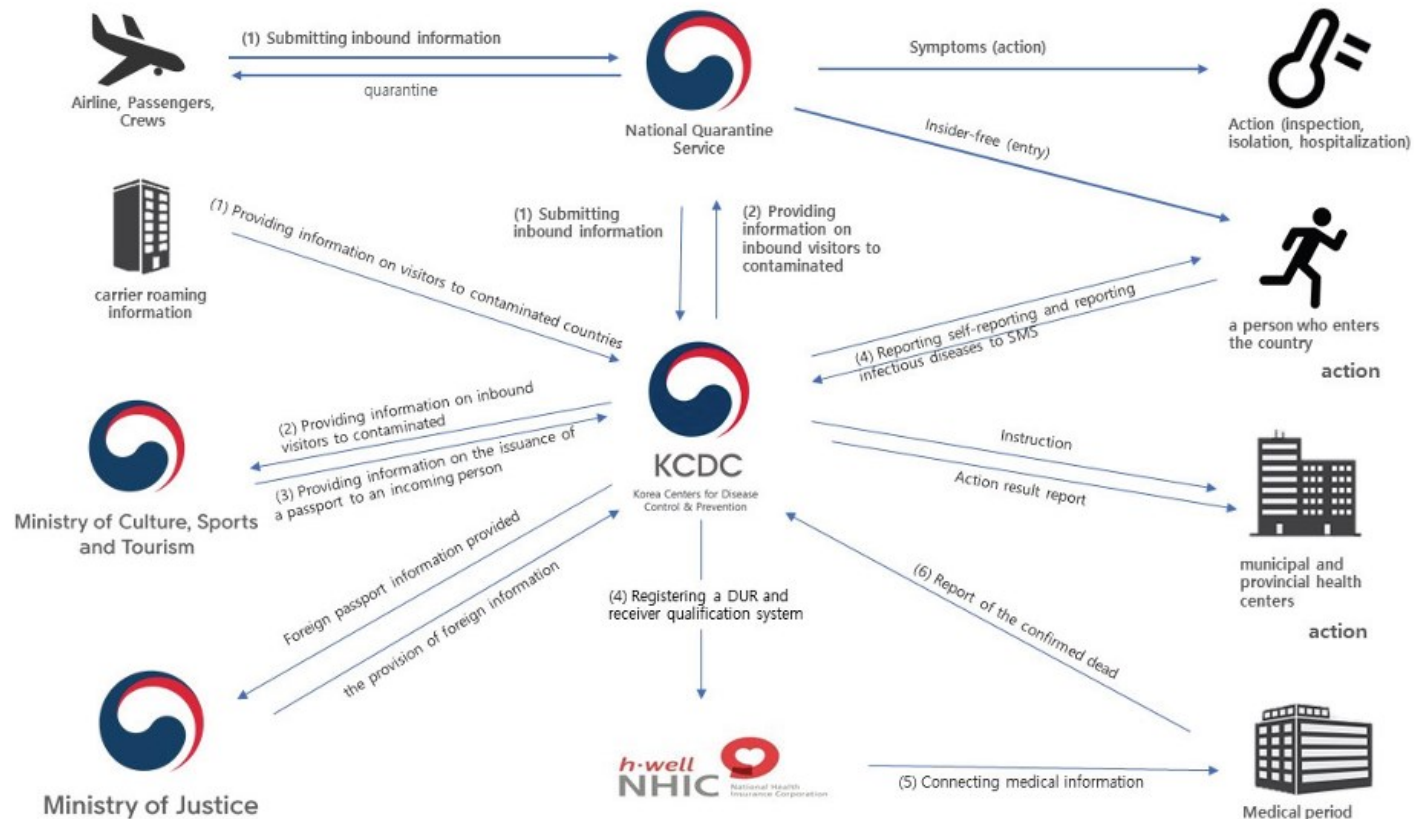 (1) Submitting inbound information
quarantine
Airline, Passengers,
Crews
National Quarantine
Service
Symptoms (action)
Action (inspection,
isolation, hospitalization)
Insider-free (entry)
carrier roaming
information
(1) Providing information on visitors to contaminated countries
(1) Submitting
inbound information
(2) Providing
information on
inbound visitors to
contaminated
a person who enters
the country
action
(4) Reporting self-reporting and reporting
infectious diseases to SMS
(2) Providing information on inbound
visitors to contaminated
(3) Providing information on the issuance of
a passport to an incoming person
Ministry of Culture, Sports
and Tourism
KCDC
Korea Centers for Disease
Control & Prevention
Instruction
Action result report
municipal and
provincial health
centers
action
Foreign passport information provided
the provision of foreign information
Ministry of Justice
(4) Registering a DUR and
receiver qualification system
(6) Report of the confirmed dead
h·well
NHIC
National Health
Insurance Corporation
(5) Connecting medical information
Medical period